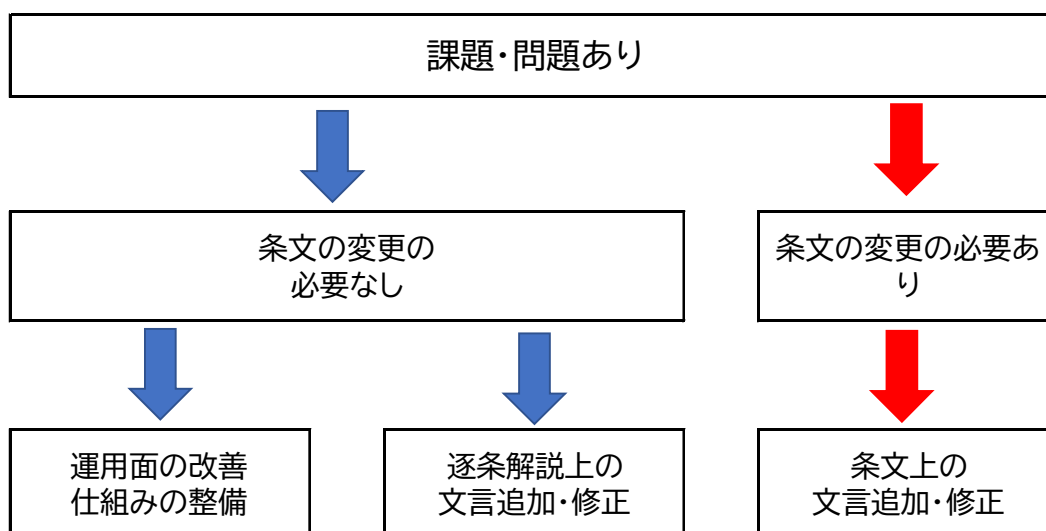 課題・問題あり
条文の変更の
必要なし
条文の変更の必要あ
り
運用面の改善
仕組みの整備
逐条解説上の
文言追加・修正
条文上の
文言追加・修正